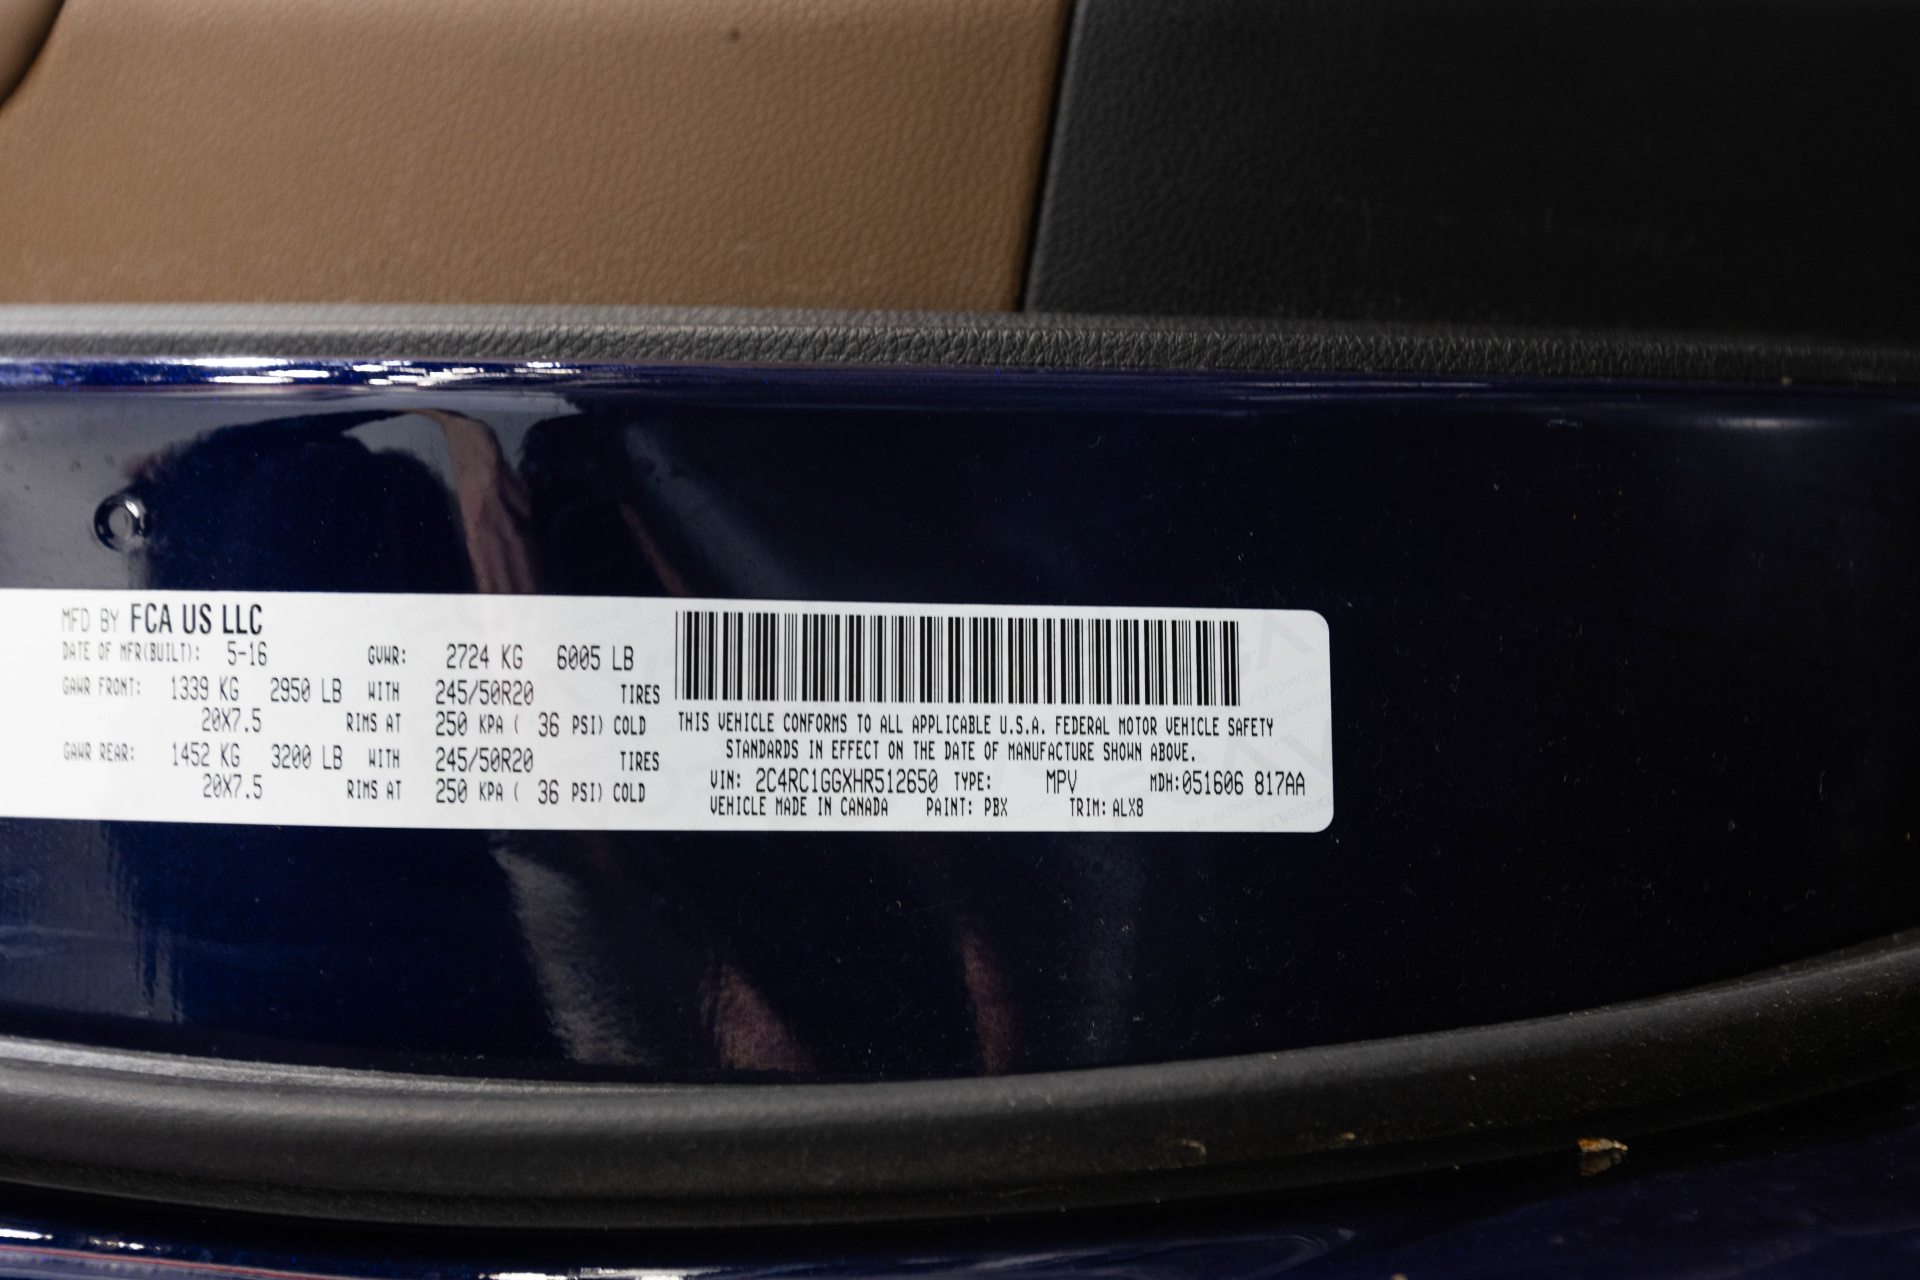 MFD BY FCA US LLC
DATE OF MFR(BUILT): 5-16 GVWR: 2724 KG 6005 LB
GAWR FRONT: 1339 KG 2950 LB WITH 245/50R20 TIRES
20X7.5 RIMS AT 250 KPA ( 36 PSI) COLD
GAWR REAR: 1452 KG 3200 LB WITH 245/50R20 TIRES
20X7.5 RIMS AT 250 KPA ( 36 PSI) COLD
THIS VEHICLE CONFORMS TO ALL APPLICABLE U.S.A. FEDERAL MOTOR VEHICLE SAFETY
STANDARDS IN EFFECT ON THE DATE OF MANUFACTURE SHOWN ABOVE.
VIN: 2C4RC1GGXHR512650 TYPE: MPV MDH:051606 817AA
VEHICLE MADE IN CANADA PAINT: PBX TRIM: ALX8